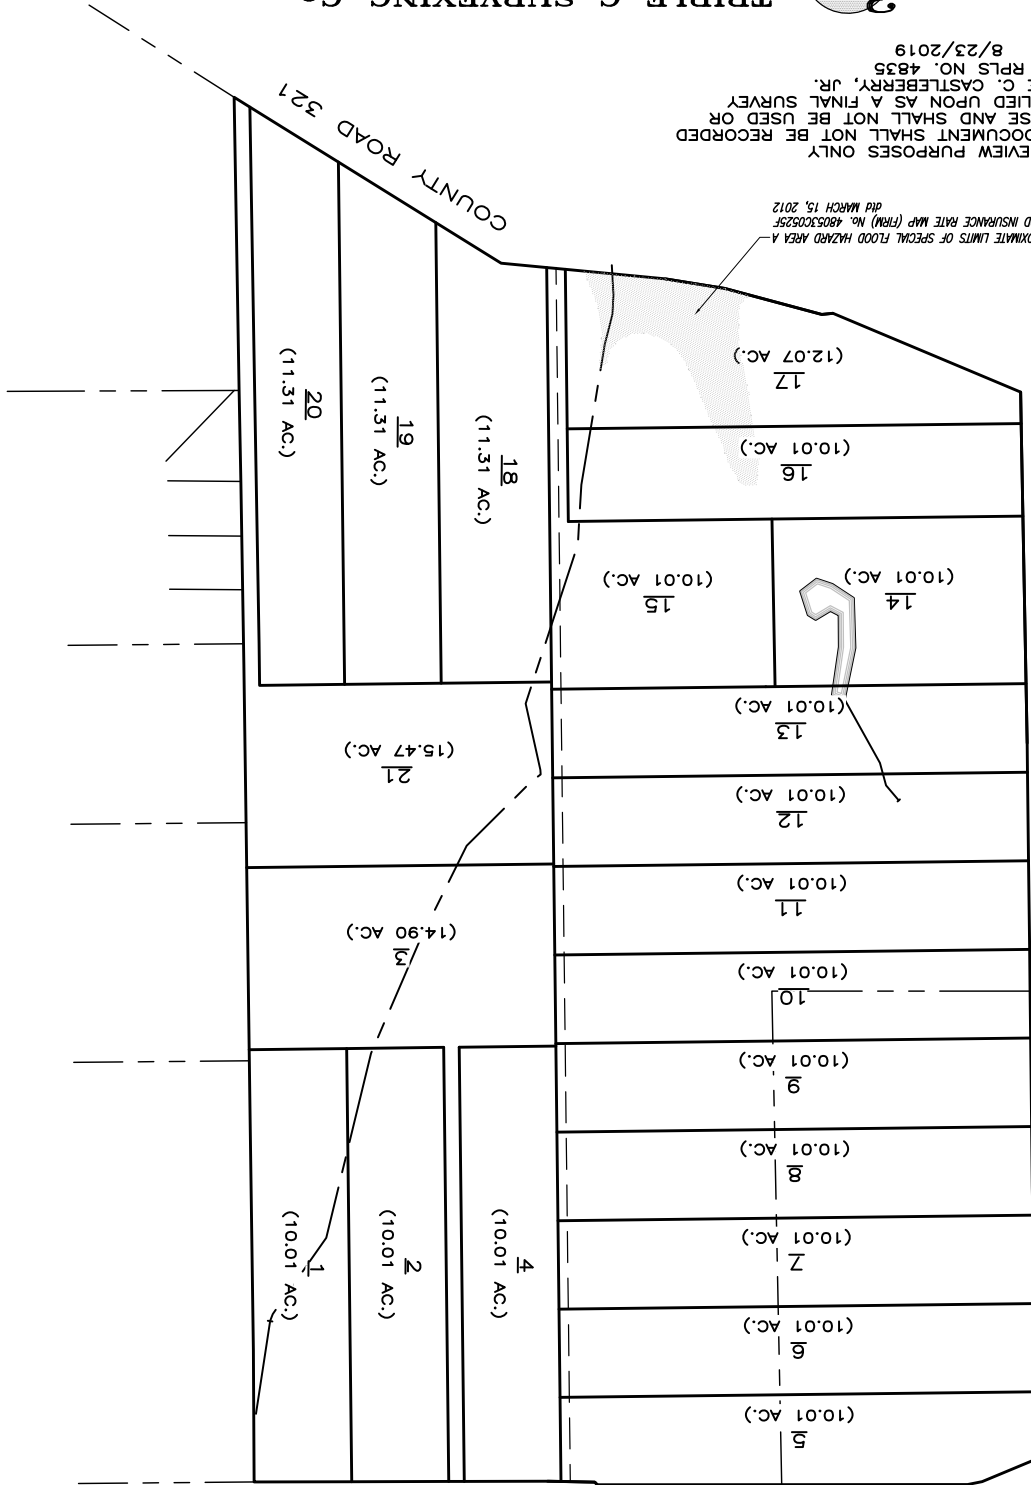 5
(10.01 AC.)
6
(10.01 AC.)
7
(10.01 AC.)
8
(10.01 AC.)
9
(10.01 AC.)
10
(10.01 AC.)
11
(10.01 AC.)
12
(10.01 AC.)
13
(10.01 AC.)
14
(10.01 AC.)
15
(10.01 AC.)
16
(10.01 AC.)
17
(12.07 AC.)
4
(10.01 AC.)
2
(10.01 AC.)
1
(10.01 AC.)
3
(14.90 AC.)
21
(15.47 AC.)
18
(11.31 AC.)
19
(11.31 AC.)
20
(11.31 AC.)
COUNTY ROAD 321
XIMATE LIMITS OF SPECIAL FLOOD HAZARD AREA A
D INSURANCE RATE MAP (FIRM) No. 48053C0525F
dtd MARCH 15, 2012
EVIEW PURPOSES ONLY
DOCUMENT SHALL NOT BE RECORDED
SE AND SHALL NOT BE USED OR
LIED UPON AS A FINAL SURVEY
E C. CASTLEBERRY, JR.
RPLS NO. 4835
8/23/2019
TRIPLE C SURVEYING Co